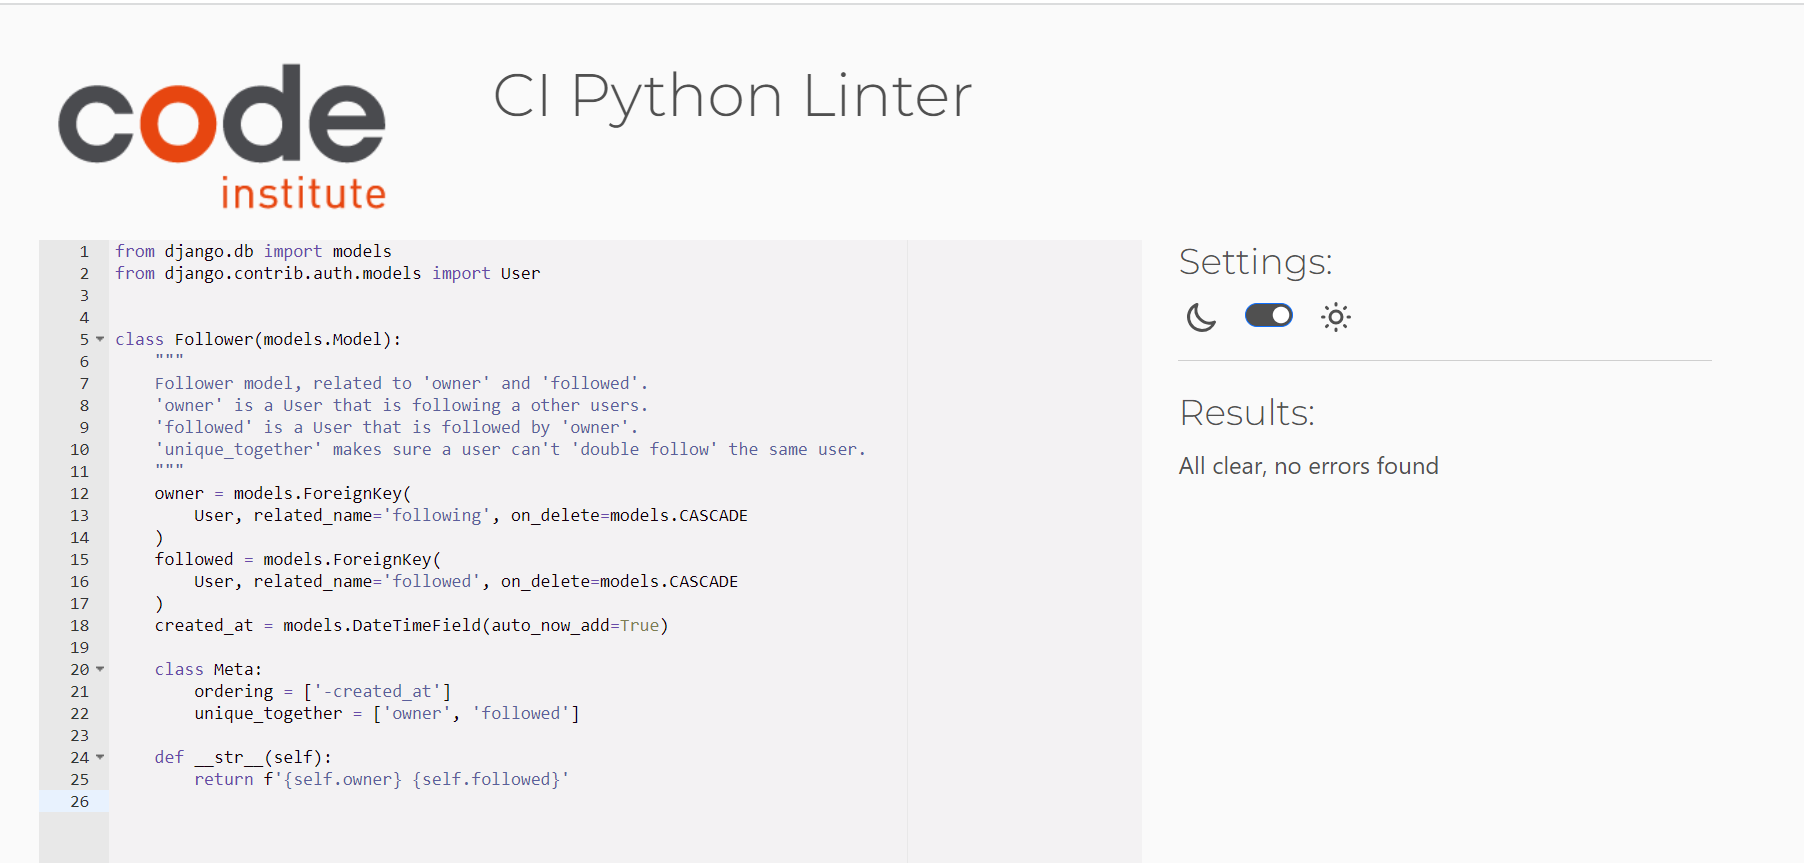 code
institute
CI Python Linter
1 from django.db import models
2 from django.contrib.auth.models import User
3
4
5 class Follower(models.Model):
6     """
7     Follower model, related to 'owner' and 'followed'.
8     'owner' is a User that is following a other users.
9     'followed' is a User that is followed by 'owner'.
10     'unique_together' makes sure a user can't 'double follow' the same user.
11     """
12     owner = models.ForeignKey(
13         User, related_name='following', on_delete=models.CASCADE
14     )
15     followed = models.ForeignKey(
16         User, related_name='followed', on_delete=models.CASCADE
17     )
18     created_at = models.DateTimeField(auto_now_add=True)
19
20     class Meta:
21         ordering = ['-created_at']
22         unique_together = ['owner', 'followed']
23
24     def __str__(self):
25         return f'{self.owner} {self.followed}'
26
Settings:
Results:
All clear, no errors found